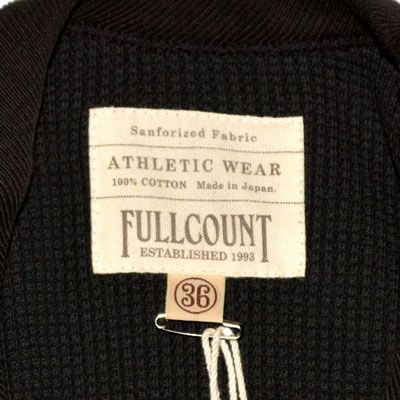 Sanforized Fabric
ATHLETIC WEAR
100% COTTON Made in Japan.
FULLCOUNT
ESTABLISHED 1993
36